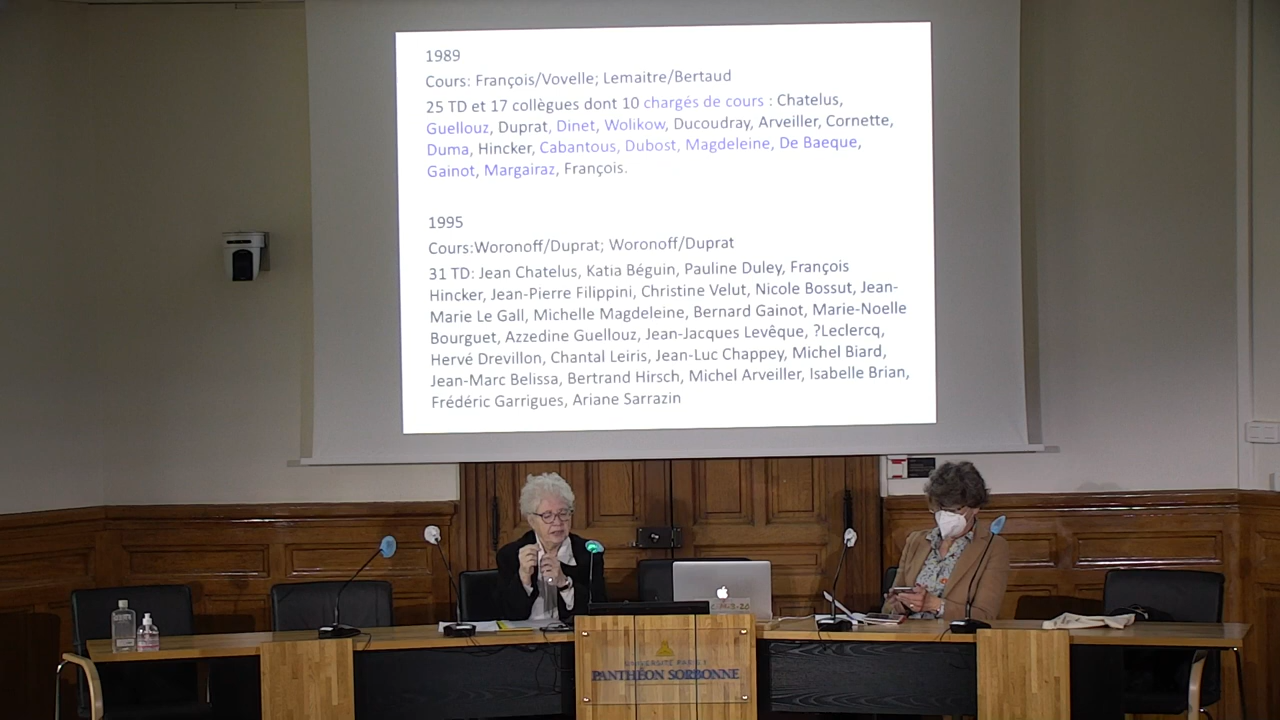 1989
Cours: François/Vovelle; Lemaitre/Bertaud
25 TD et 17 collègues dont 10 chargés de cours : Chatelus,
Guellouz, Duprat, Dinet, Wolikow, Ducoudray, Arveiller, Cornette,
Duma, Hincker, Cabantous, Dubost, Magdeleine, De Baeque,
Gainot, Margairaz, François.
1995
Cours:Woronoff/Duprat; Woronoff/Duprat
31 TD: Jean Chatelus, Katia Béguin, Pauline Duley, François
Hincker, Jean-Pierre Filippini, Christine Velut, Nicole Bossut, Jean-
Marie Le Gall, Michelle Magdeleine, Bernard Gainot, Marie-Noelle
Bourguet, Azzedine Guellouz, Jean-Jacques Levêque, ?Leclercq,
Hervé Drevillon, Chantal Leiris, Jean-Luc Chappey, Michel Biard,
Jean-Marc Belissa, Bertrand Hirsch, Michel Arveiller, Isabelle Brian,
Frédéric Garrigues, Ariane Sarrazin
UNIVERSITÉ PARIS 1
PANTHÉON SORBONNE